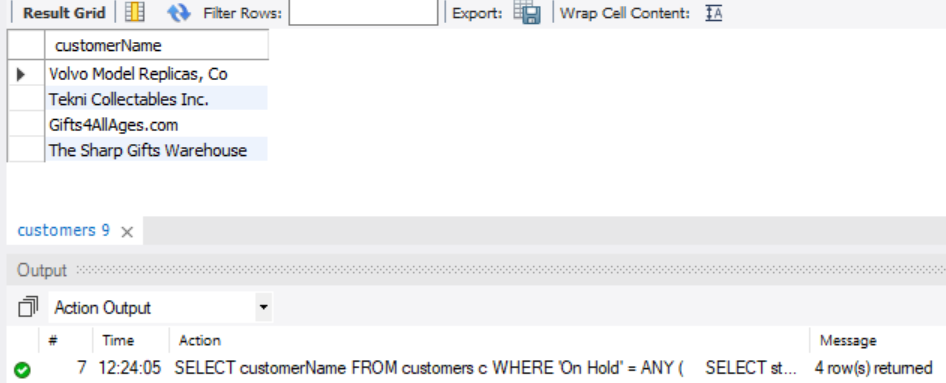 Result Grid Filter Rows: Export: Wrap Cell Content: IA
customerName
Volvo Model Replicas, Co
Tekni Collectables Inc.
Gifts4AllAges.com
The Sharp Gifts Warehouse
customers 9 ×
Output
Action Output
# Time Action Message
7 12:24:05 SELECT customerName FROM customers c WHERE 'On Hold' = ANY ( SELECT st... 4 row(s) returned